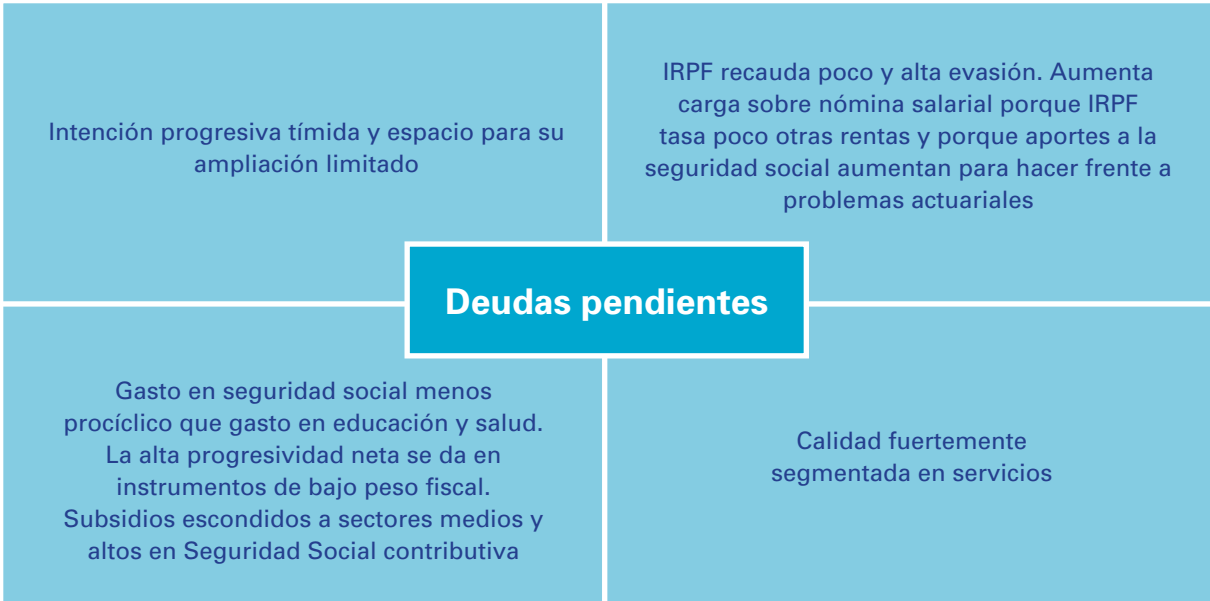 Intención progresiva tímida y espacio para su
ampliación limitado
IRPF recauda poco y alta evasión. Aumenta
carga sobre nómina salarial porque IRPF
tasa poco otras rentas y porque aportes a la
seguridad social aumentan para hacer frente a
problemas actuariales
Deudas pendientes
Gasto en seguridad social menos
procíclico que gasto en educación y salud.
La alta progresividad neta se da en
instrumentos de bajo peso fiscal.
Subsidios escondidos a sectores medios y
altos en Seguridad Social contributiva
Calidad fuertemente
segmentada en servicios